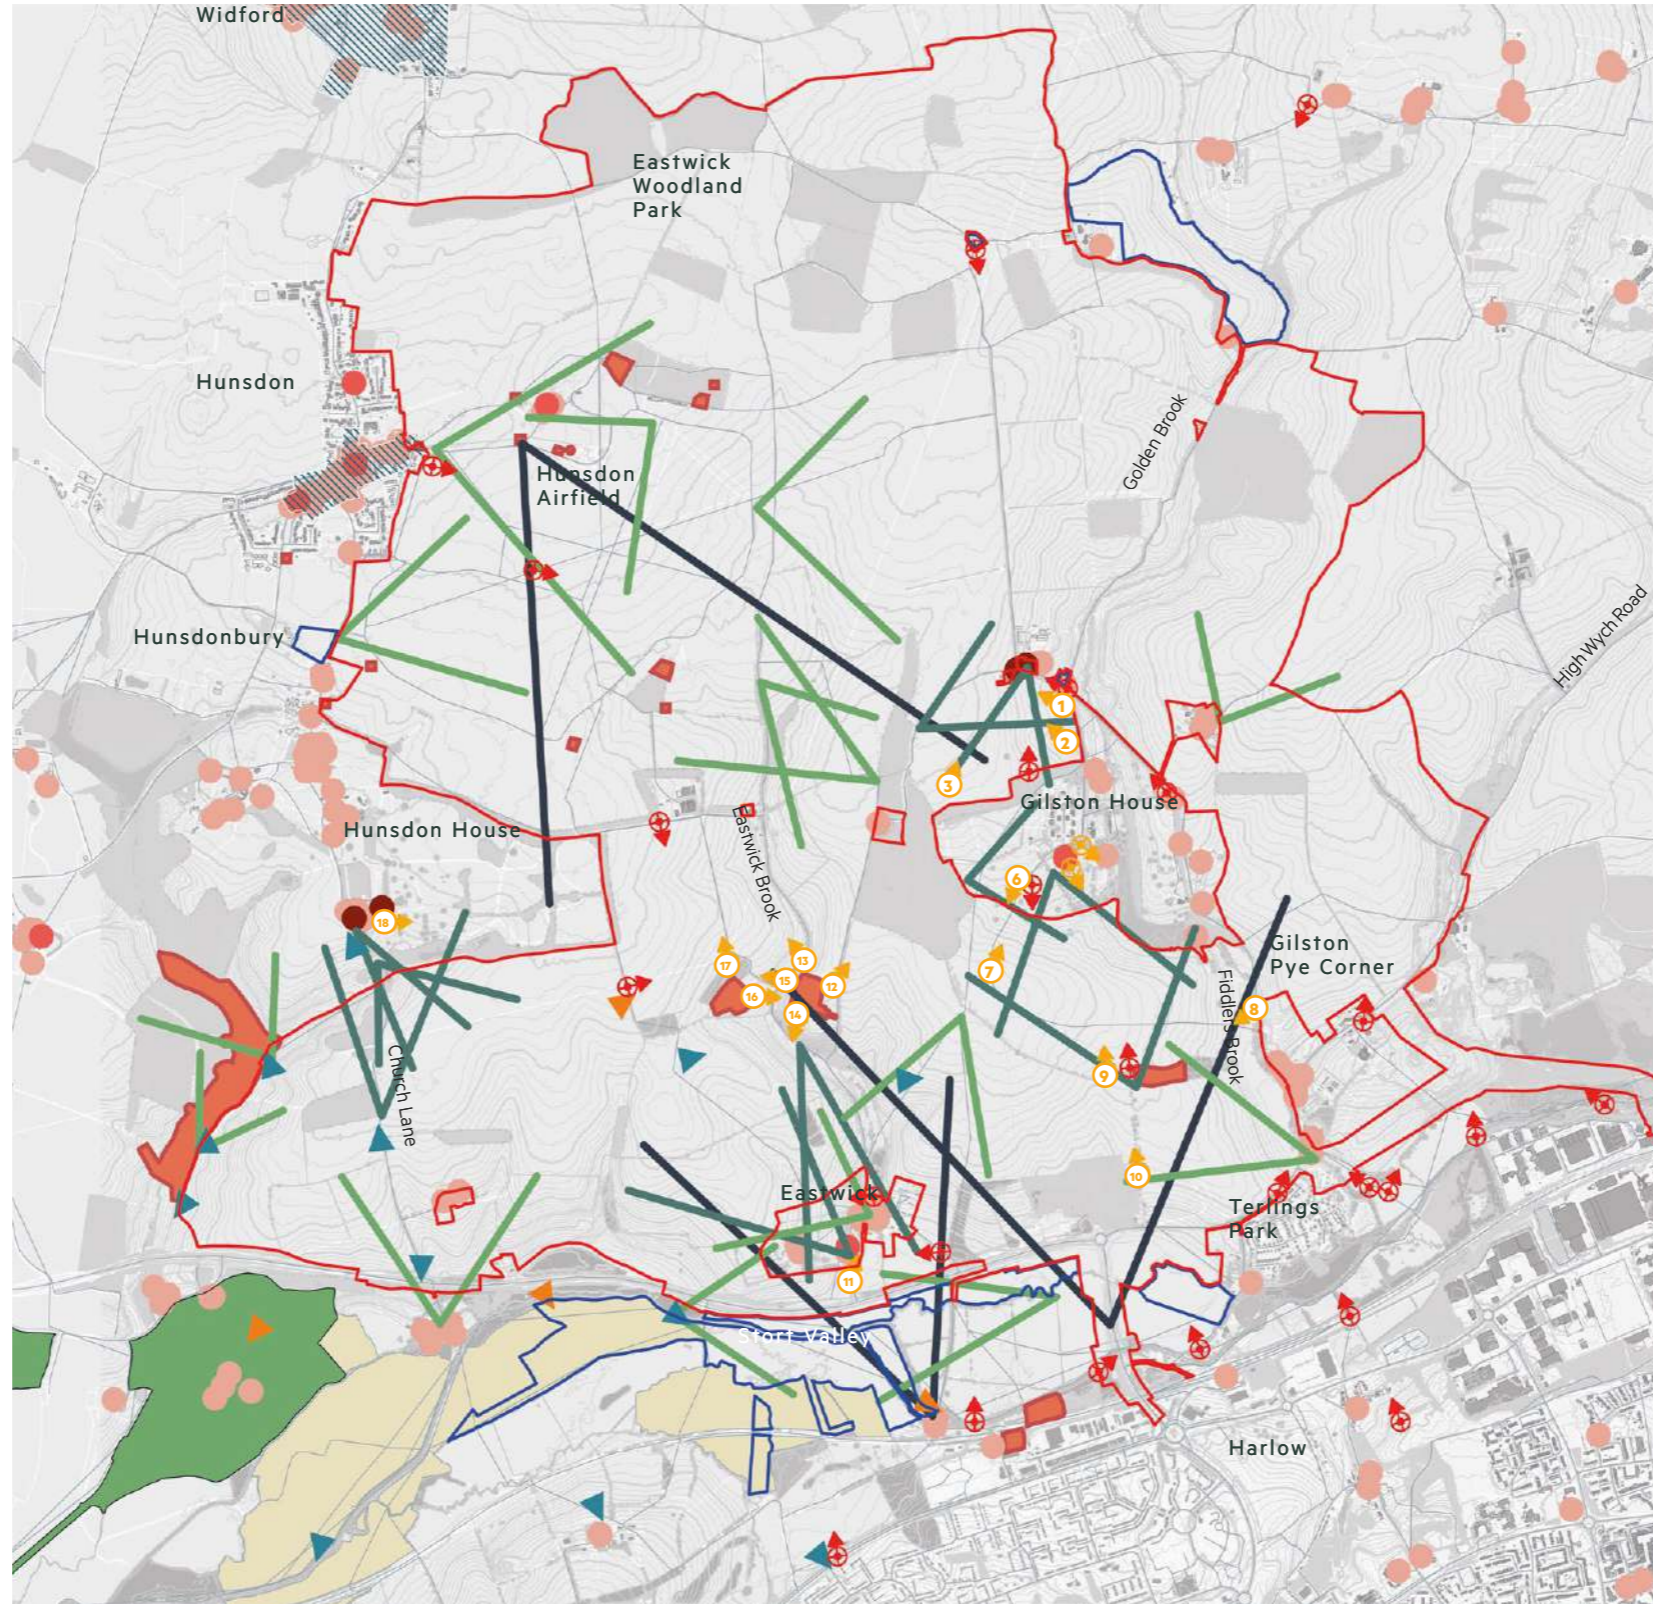 Widford
Eastwick
Woodland
Park
Hunsdon
Golden Brook
Hunsdon
Airfield
High Wych Road
Hunsdonbury
1
2
3
Gilston House
Hunsdon House
Eastwick Brook
6
18
Gilston
Pye Corner
17
13
7
15
12
16
Fiddlers Brook
8
14
Church Lane
9
10
Eastwick
Terlings
Park
11
Stort Valley
Harlow